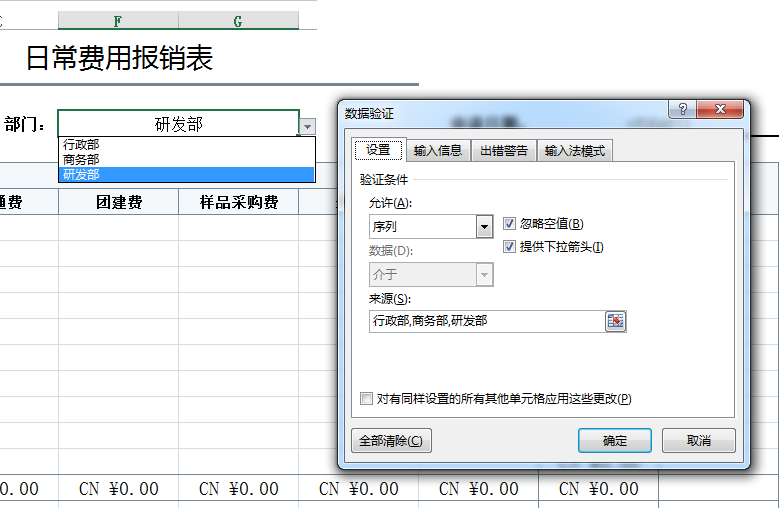 F G
日常费用报销表
部门： 研发部
行政部
商务部
研发部
费 团建费 样品采购费
数据验证
设置 输入信息 出错警告 输入法模式
验证条件
允许(A):
序列 忽略空值(B)
提供下拉箭头(I)
数据(D):
介于
来源(S):
行政部,商务部,研发部
对有同样设置的所有其他单元格应用这些更改(P)
全部清除(C) 确定 取消
0.00 CN ¥0.00 CN ¥0.00 CN ¥0.00 CN ¥0.00 CN ¥0.00